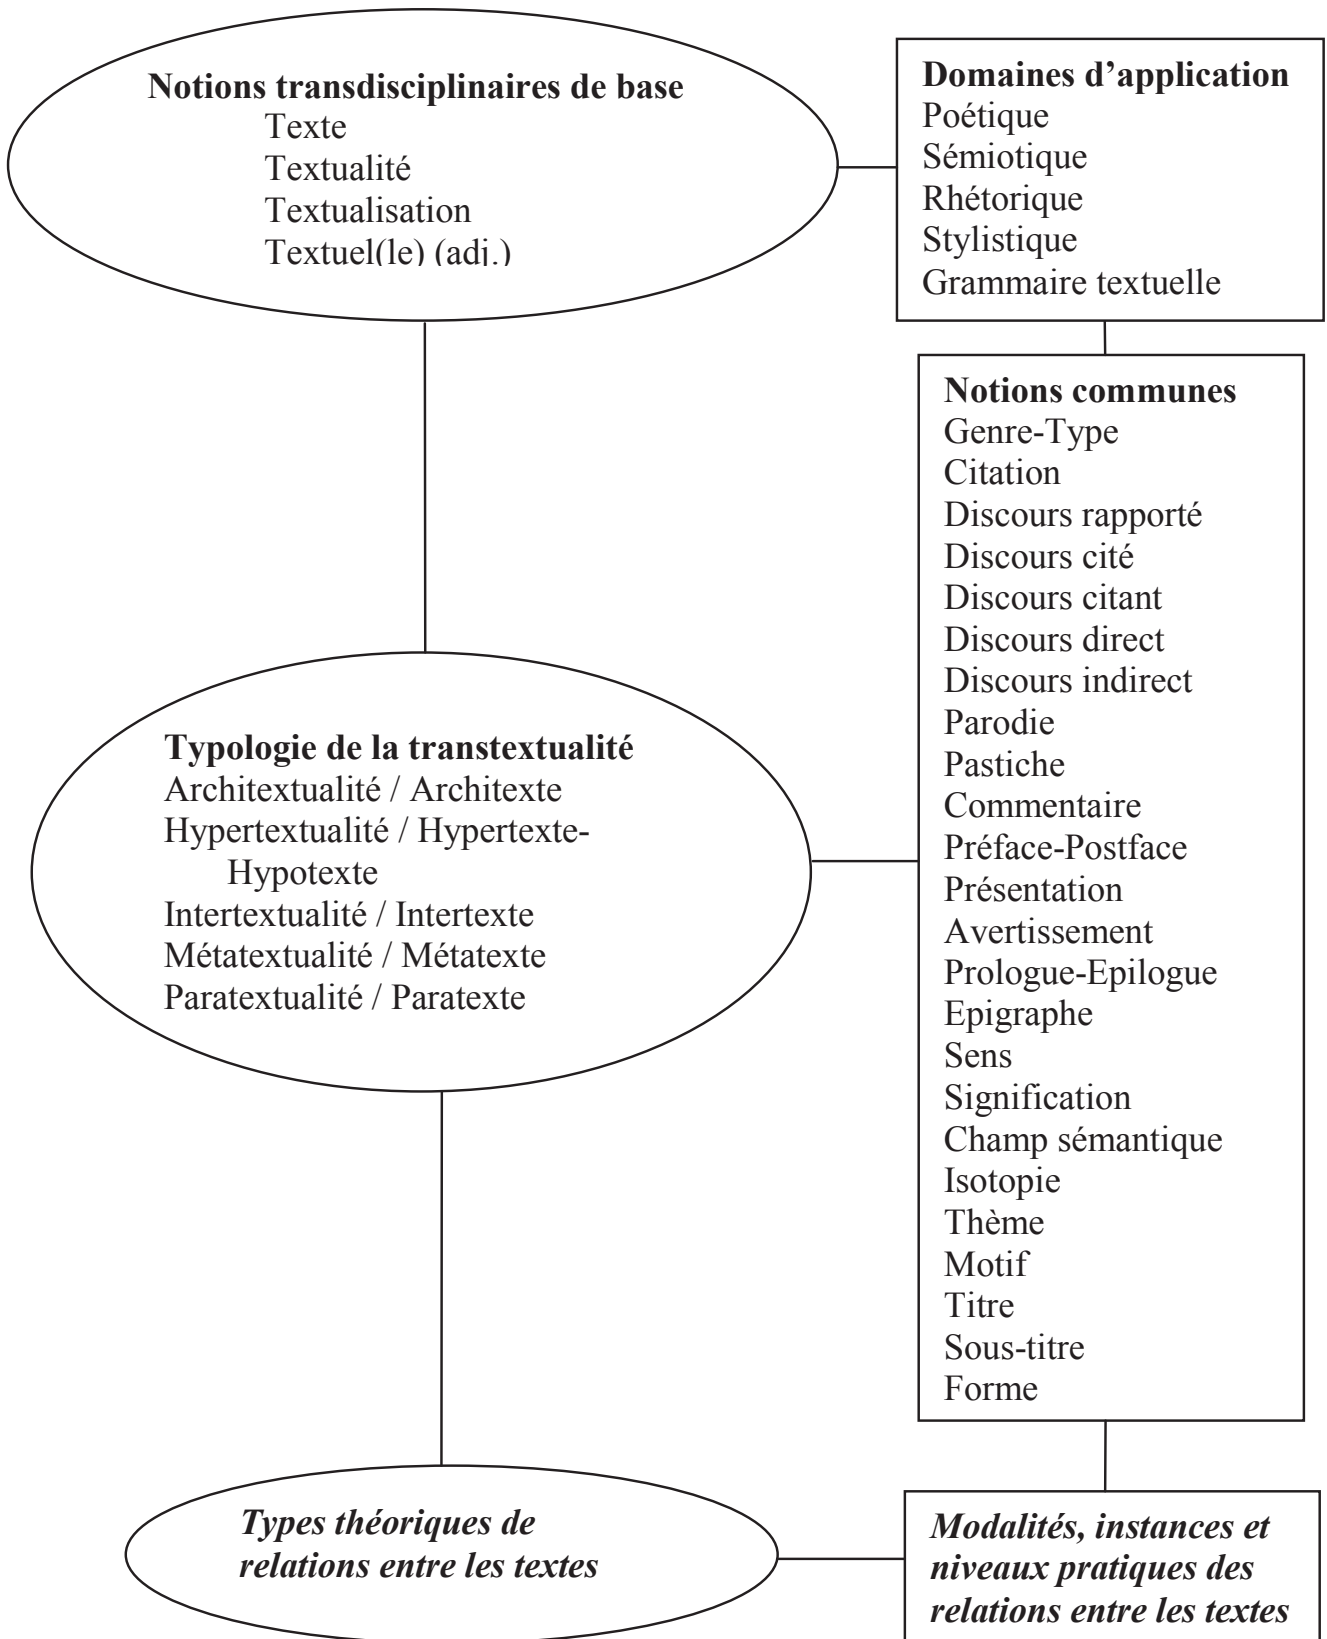 Notions transdisciplinaires de base
Texte
Textualité
Textualisation
Textuel(le) (adj.)
Domaines d’application
Poétique
Sémiotique
Rhétorique
Stylistique
Grammaire textuelle
Notions communes
Genre-Type
Citation
Discours rapporté
Discours cité
Discours citant
Discours direct
Discours indirect
Parodie
Pastiche
Commentaire
Préface-Postface
Présentation
Avertissement
Prologue-Epilogue
Epigraphe
Sens
Signification
Champ sémantique
Isotopie
Thème
Motif
Titre
Sous-titre
Forme
Typologie de la transtextualité
Architextualité / Architexte
Hypertextualité / Hypertexte-
Hypotexte
Intertextualité / Intertexte
Métatextualité / Métatexte
Paratextualité / Paratexte
Types théoriques de
relations entre les textes
Modalités, instances et
niveaux pratiques des
relations entre les textes